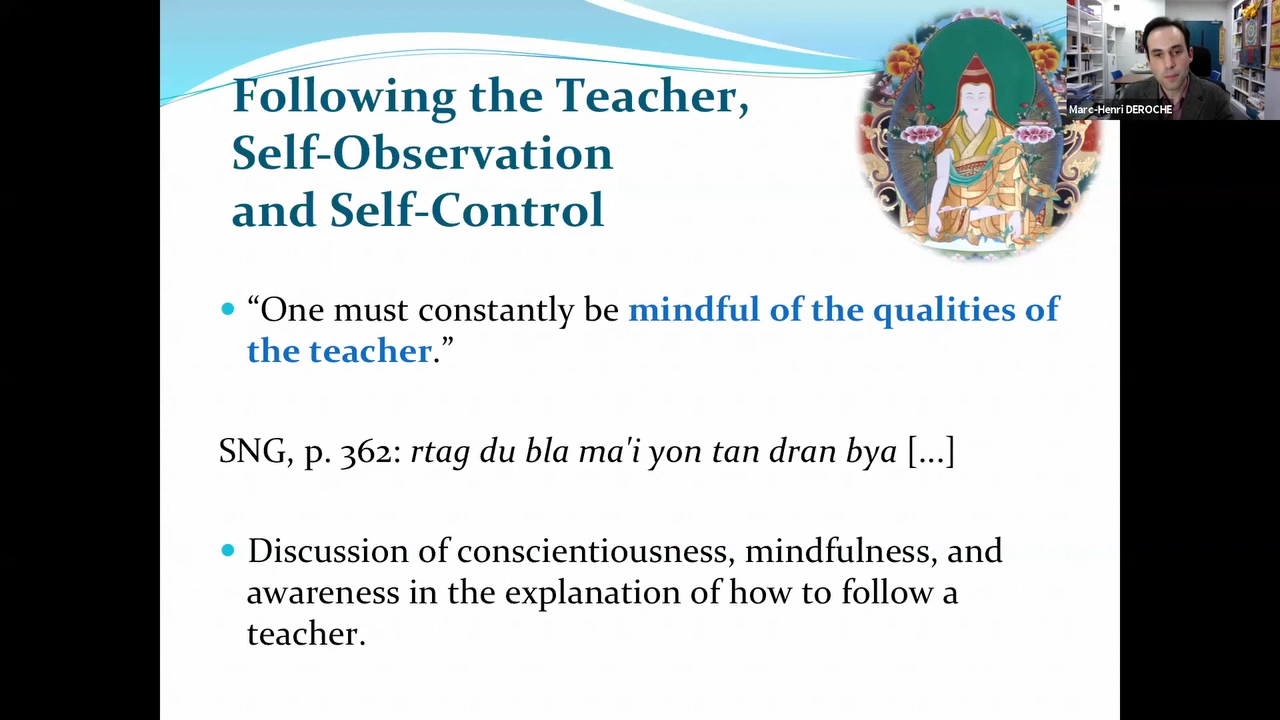 Following the Teacher,
Self-Observation
and Self-Control
Marc-Henri DEROCHE
• “One must constantly be mindful of the qualities of
the teacher.”
SNG, p. 362: rtag du bla ma'i yon tan dran bya [...]
• Discussion of conscientiousness, mindfulness, and
awareness in the explanation of how to follow a
teacher.